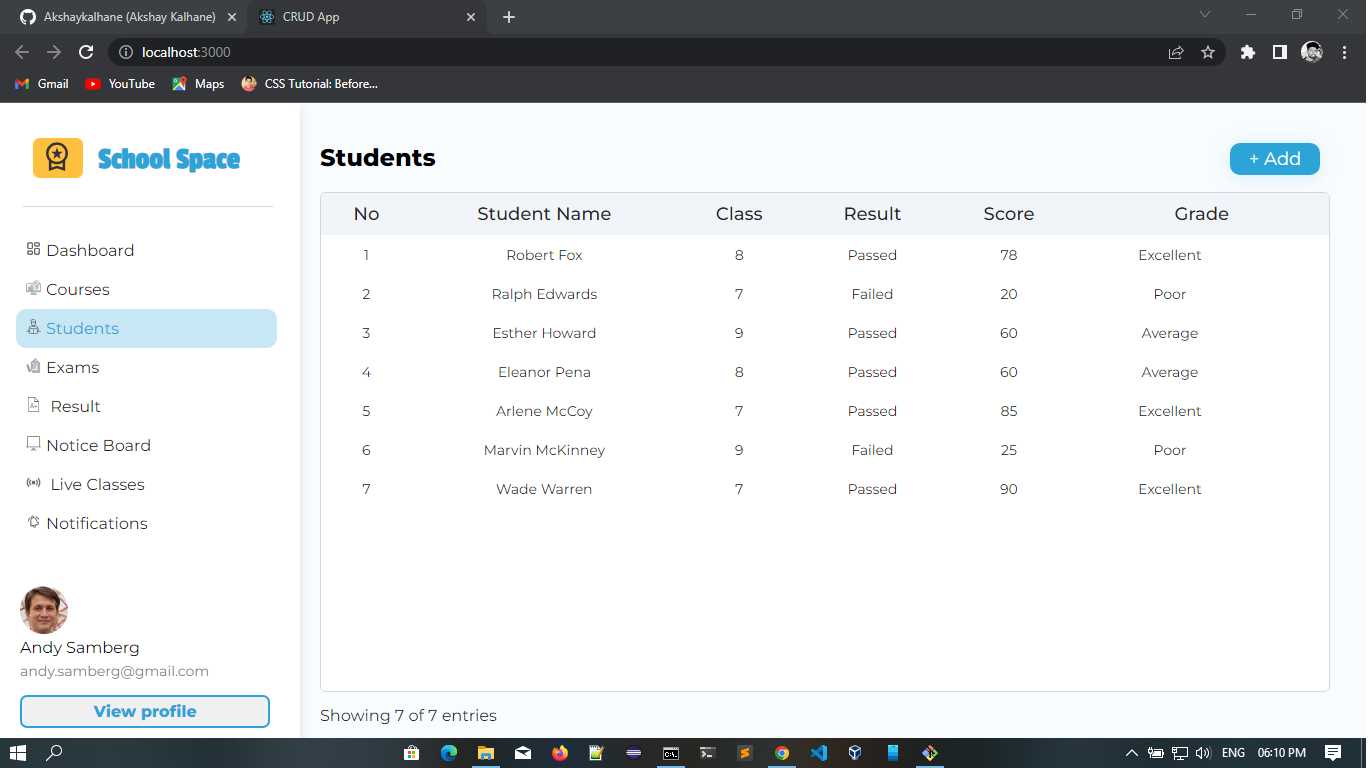 Akshaykalhane (Akshay Kalhane)
CRUD App
localhost:3000
Gmail
YouTube
Maps
CSS Tutorial: Before...
School Space
Dashboard
Courses
Students
Exams
Result
Notice Board
Live Classes
Notifications
Andy Samberg
andy.samberg@gmail.com
View profile
Students
+ Add
No Student Name Class Result Score Grade
1 Robert Fox 8 Passed 78 Excellent
2 Ralph Edwards 7 Failed 20 Poor
3 Esther Howard 9 Passed 60 Average
4 Eleanor Pena 8 Passed 60 Average
5 Arlene McCoy 7 Passed 85 Excellent
6 Marvin McKinney 9 Failed 25 Poor
7 Wade Warren 7 Passed 90 Excellent
Showing 7 of 7 entries
ENG 06:10 PM